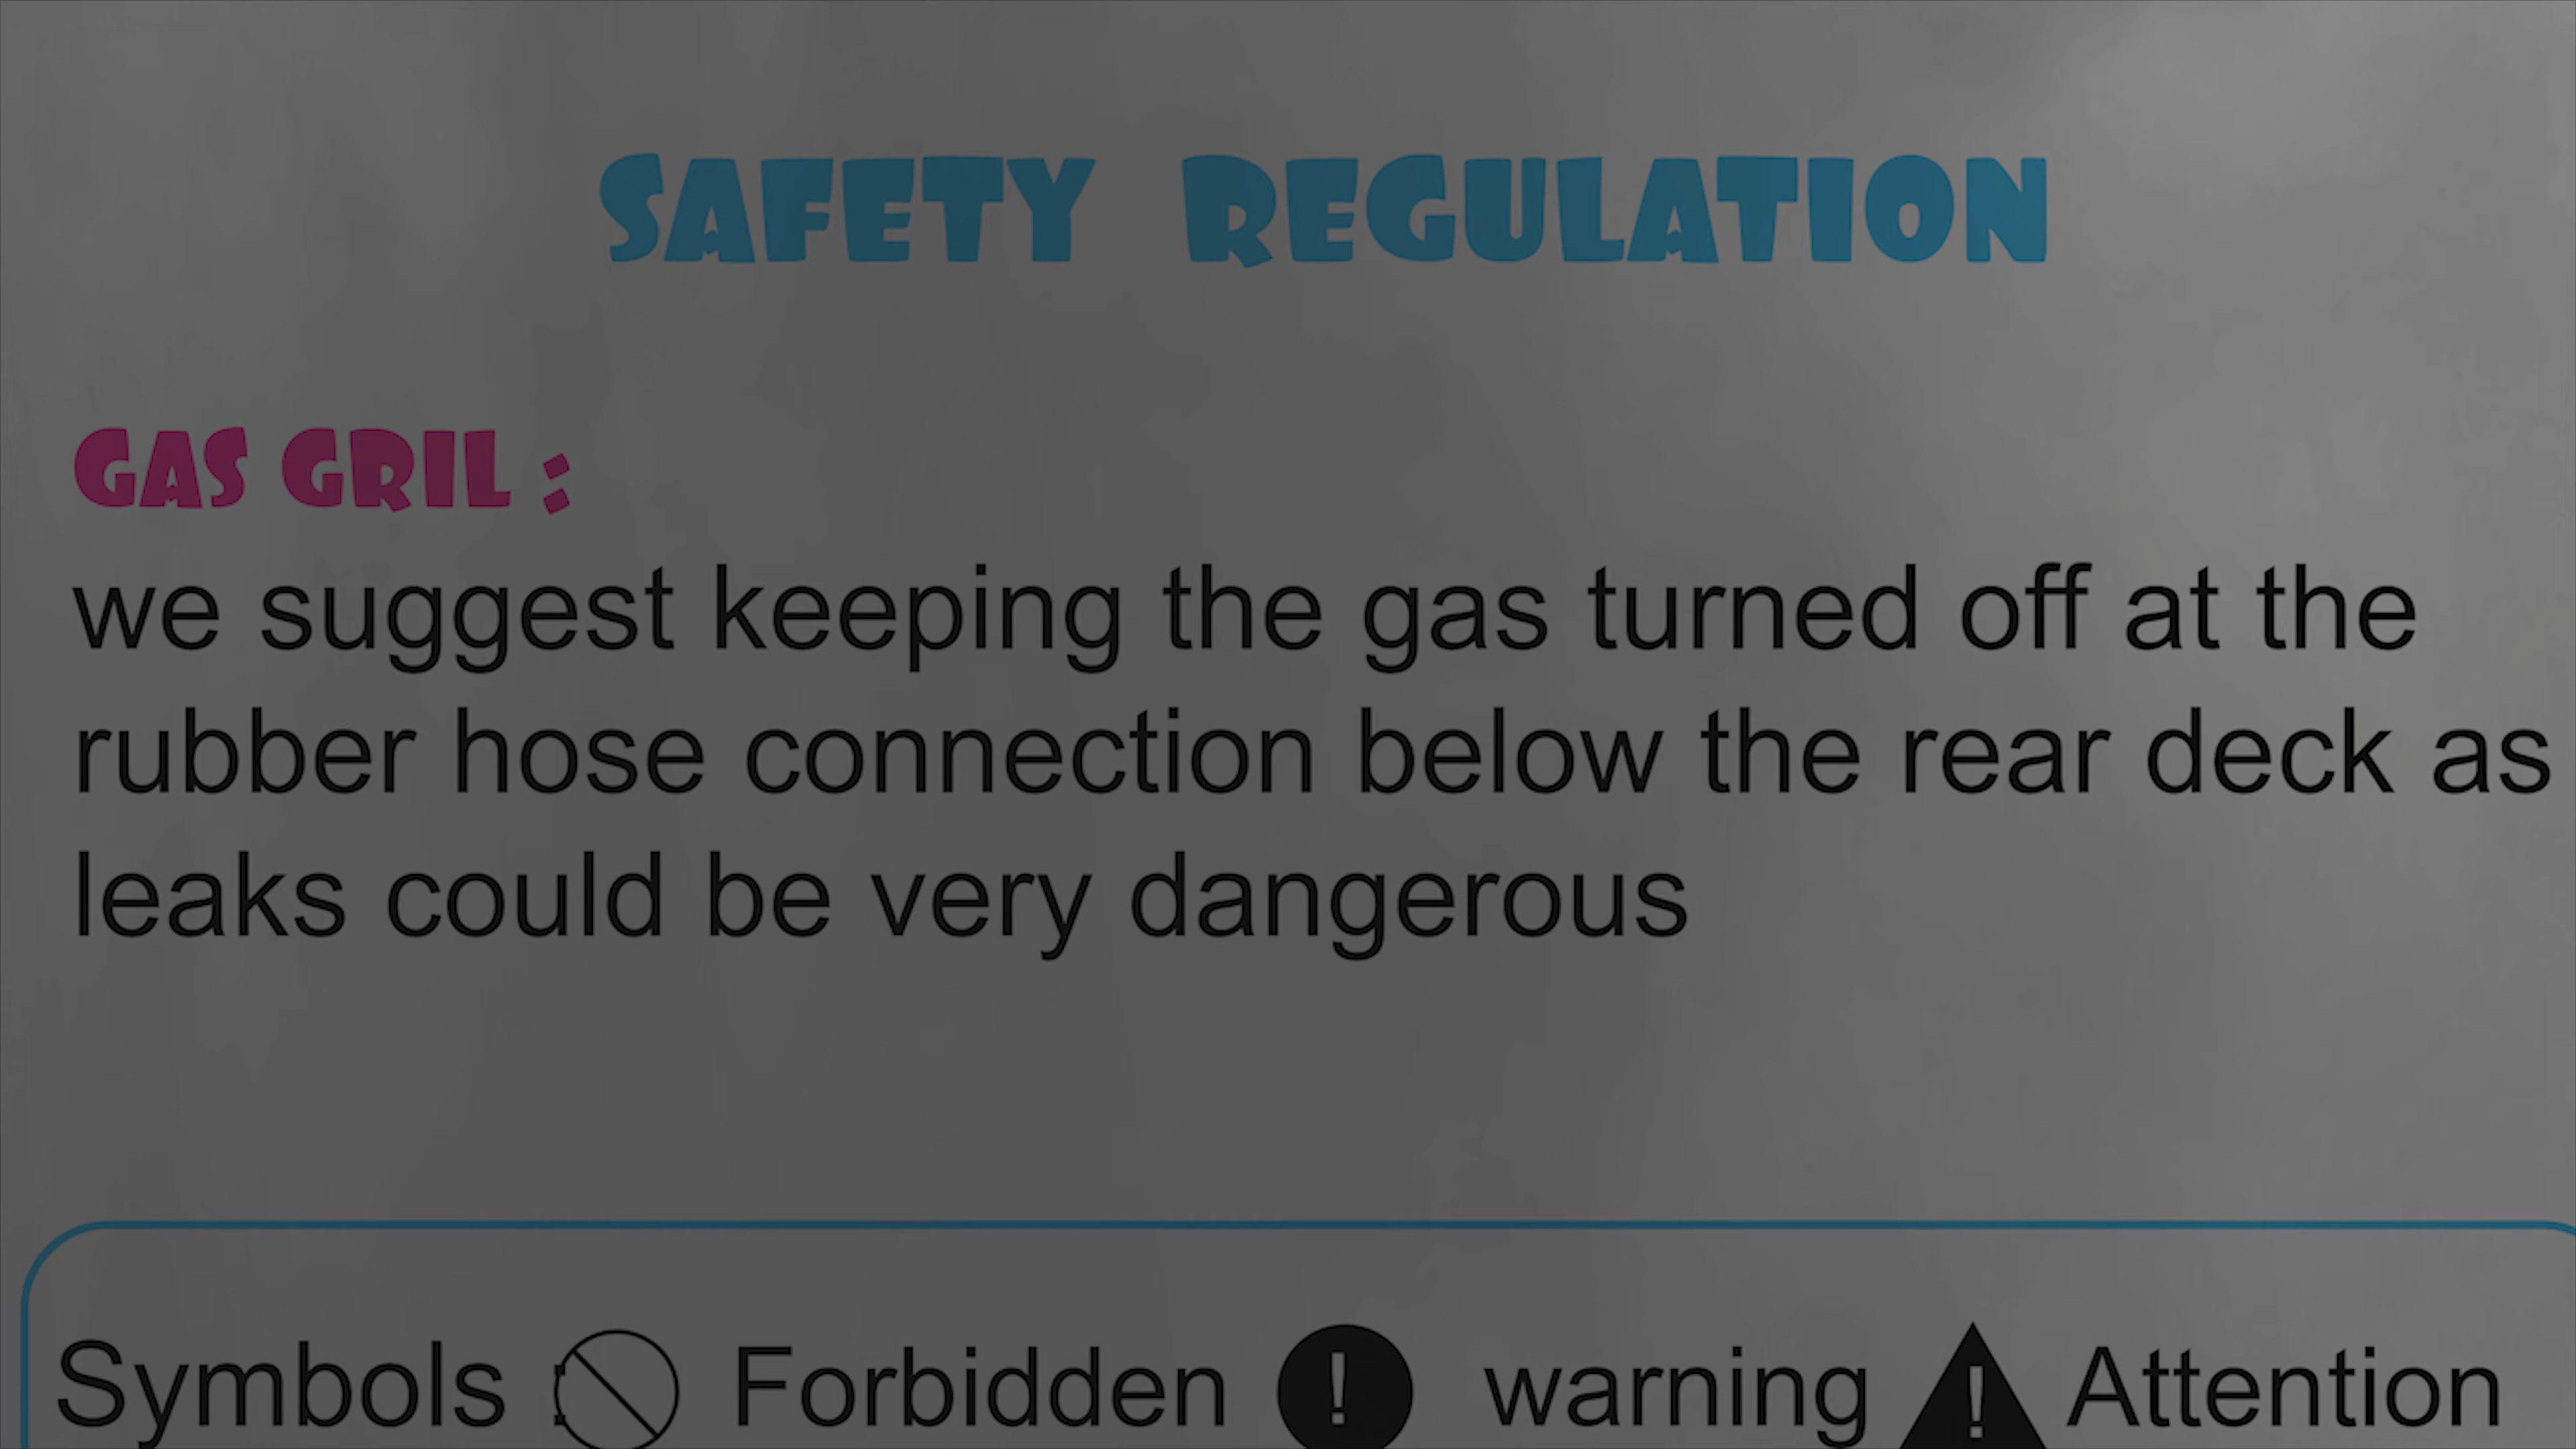 SAFETY REGULATION
GAS GRIL :
we suggest keeping the gas turned off at the
rubber hose connection below the rear deck as
leaks could be very dangerous
Symbols : Forbidden ! warning ! Attention